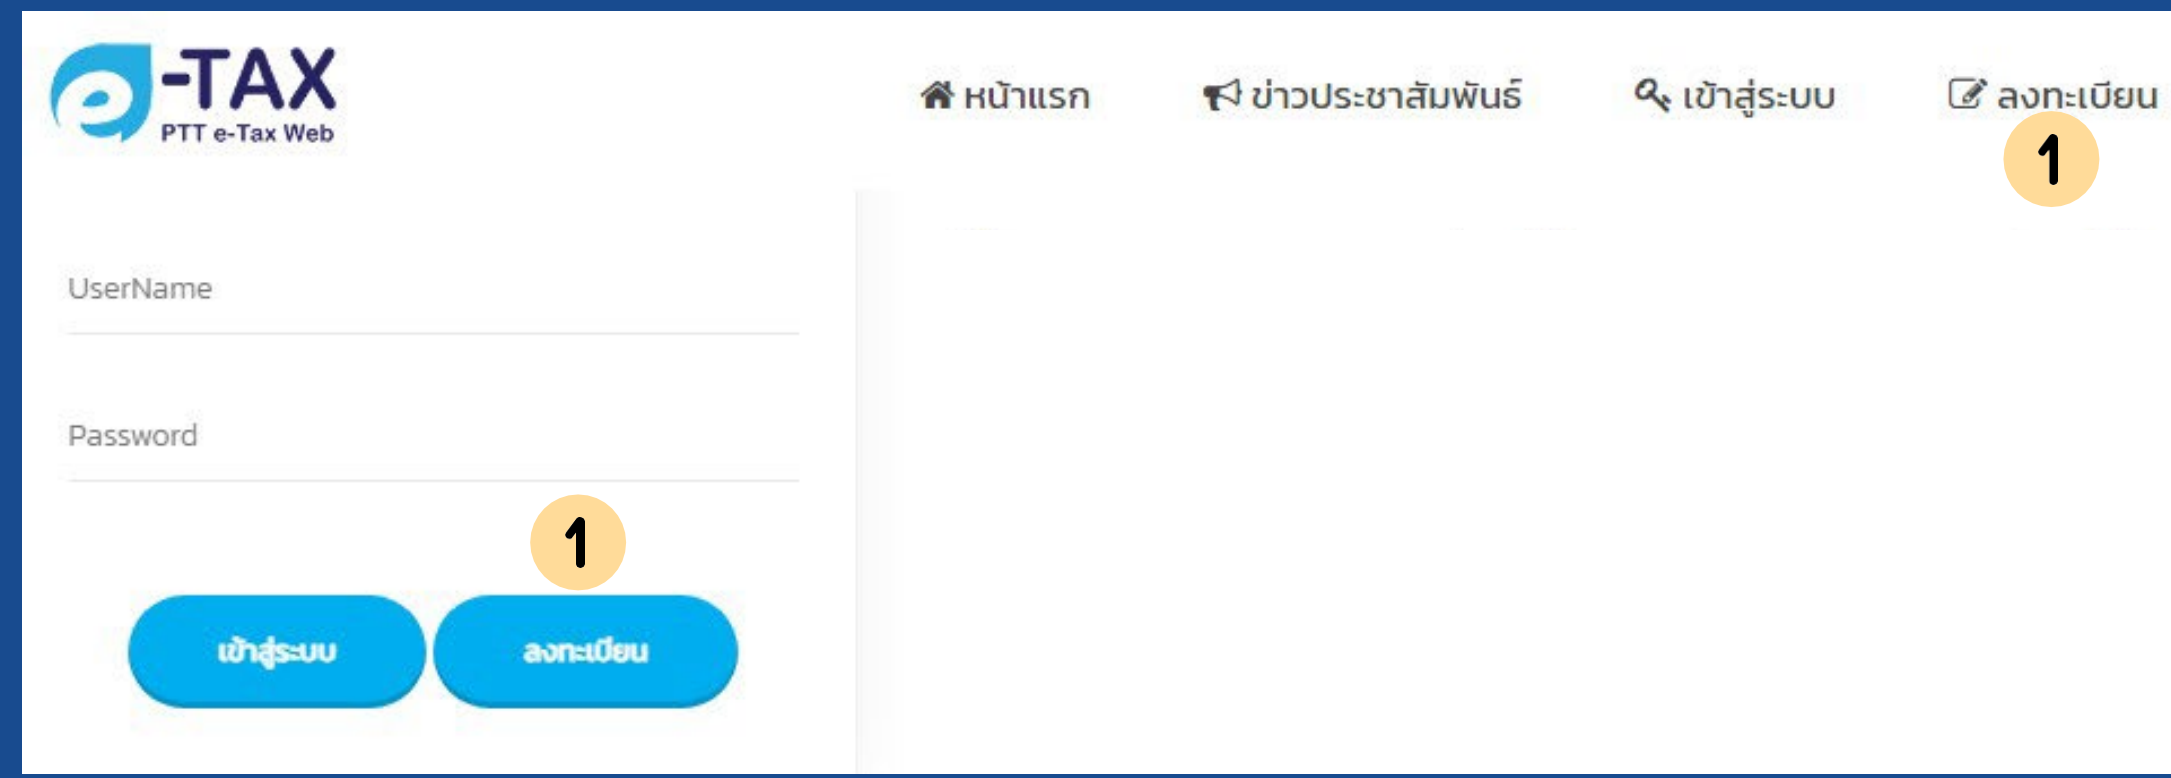 e-TAX
PTT e-Tax Web
หน้าแรก
ข่าวประชาสัมพันธ์
เข้าสู่ระบบ
ลงทะเบียน
1
UserName
Password
1
เข้าสู่ระบบ
ลงทะเบียน